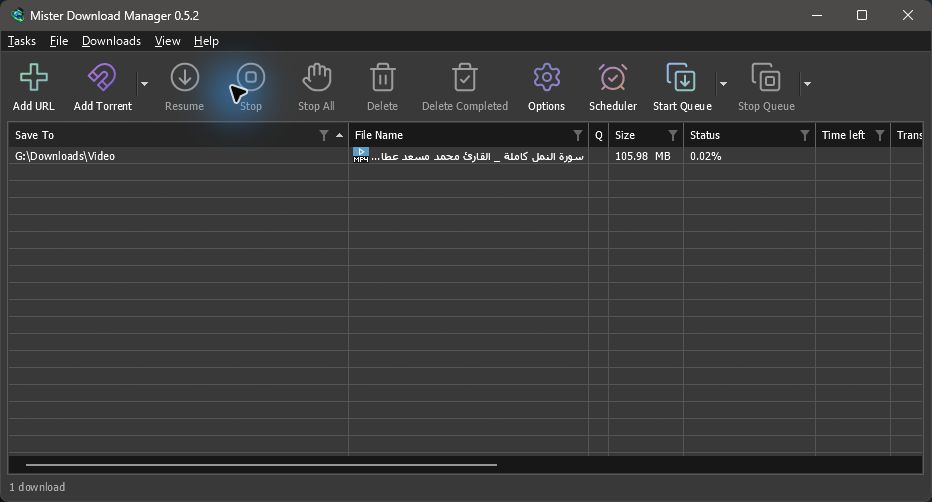 Mister Download Manager 0.5.2
Tasks File Downloads View Help
Add URL Add Torrent Resume Stop Stop All Delete Delete Completed Options Scheduler Start Queue Stop Queue
Save To File Name Q Size Status Time left Trans
G:\Downloads\Video MP4 سورة النمل كاملة _ القارئ محمد مسعد عطا... 105.98 MB 0.02%
1 download